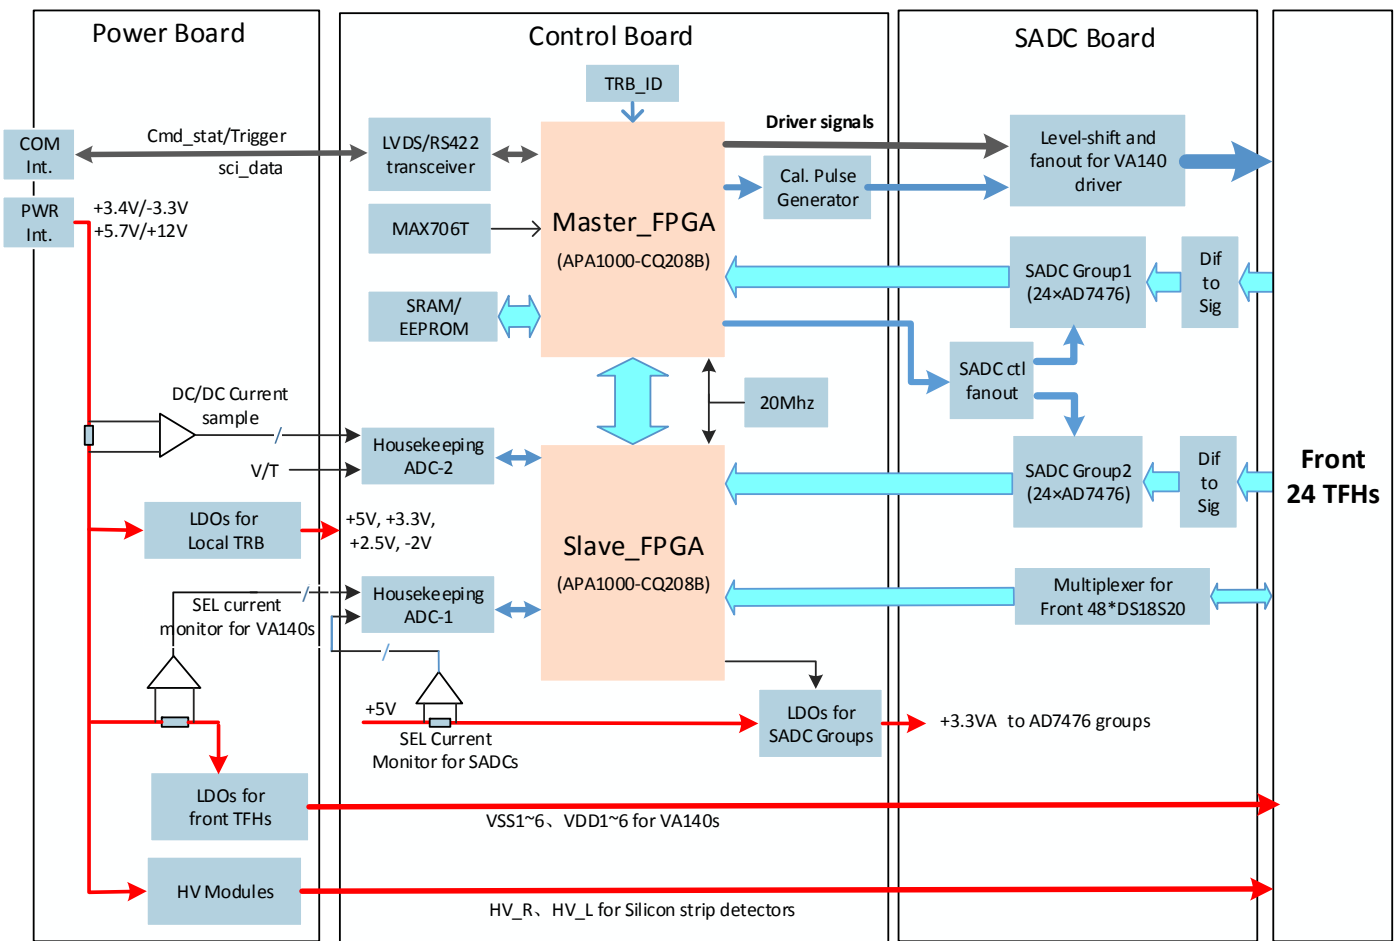 Power Board
Control Board
SADC Board
TRB_ID
COM
Int.
Cmd_stat/Trigger
sci_data
LVDS/RS422
transceiver
Driver signals
Level-shift and
fanout for VA140
driver
Cal. Pulse
Generator
PWR
Int.
+3.4V/-3.3V
+5.7V/+12V
MAX706T
Master_FPGA
(APA1000-CQ208B)
SADC Group1
(24×AD7476)
Dif
to
Sig
SRAM/
EEPROM
SADC ctl
fanout
20Mhz
DC/DC Current
sample
Housekeeping
ADC-2
V/T
SADC Group2
(24×AD7476)
Dif
to
Sig
Front
24 TFHs
LDOs for
Local TRB
+5V, +3.3V,
+2.5V, -2V
Slave_FPGA
(APA1000-CQ208B)
Housekeeping
ADC-1
Multiplexer for
Front 48*DS18S20
SEL current
monitor for VA140s
+5V
SEL Current
Monitor for SADCs
LDOs for
SADC Groups
+3.3VA to AD7476 groups
LDOs for
front TFHs
VSS1~6、VDD1~6 for VA140s
HV Modules
HV_R、HV_L for Silicon strip detectors